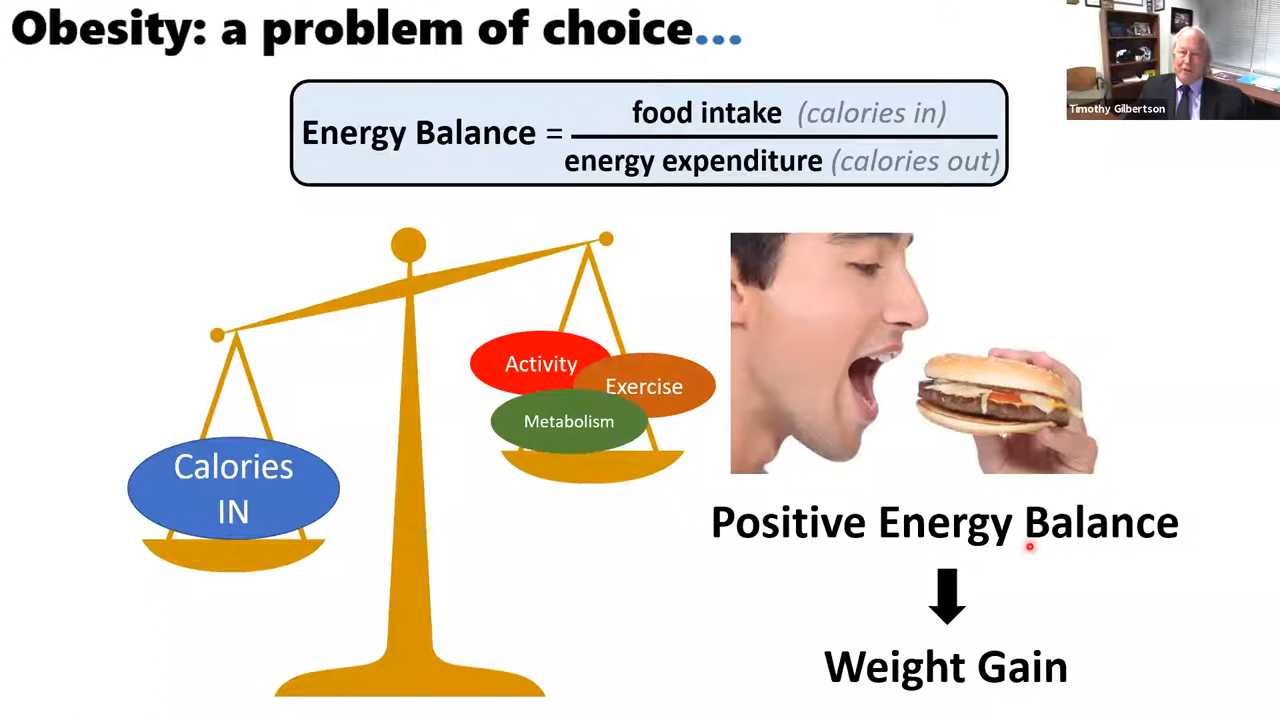 Obesity: a problem of choice...
Timothy Gilbertson
Energy Balance = food intake (calories in)
energy expenditure (calories out)
Activity
Exercise
Metabolism
Calories
IN
Positive Energy Balance
Weight Gain